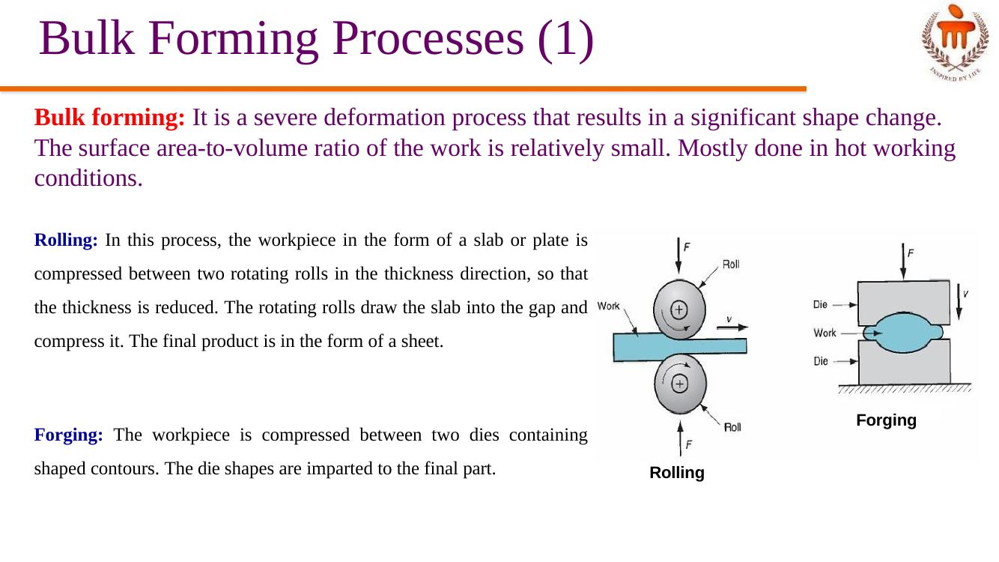 Bulk Forming Processes (1)
INSPIRED BY LIFE
Bulk forming: It is a severe deformation process that results in a significant shape change.
The surface area-to-volume ratio of the work is relatively small. Mostly done in hot working
conditions.
Rolling: In this process, the workpiece in the form of a slab or plate is
compressed between two rotating rolls in the thickness direction, so that
the thickness is reduced. The rotating rolls draw the slab into the gap and
compress it. The final product is in the form of a sheet.
Forging: The workpiece is compressed between two dies containing
shaped contours. The die shapes are imparted to the final part.
F
Roll
Work
v
Roll
F
Rolling
F
v
Die
Work
Die
Forging